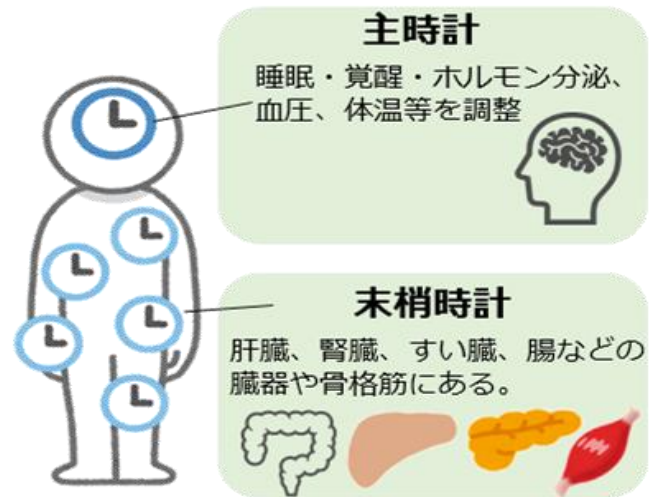 主時計
睡眠・覚醒・ホルモン分泌、
血圧、体温等を調整
末梢時計
肝臓、腎臓、すい臓、腸などの
臓器や骨格筋にある。